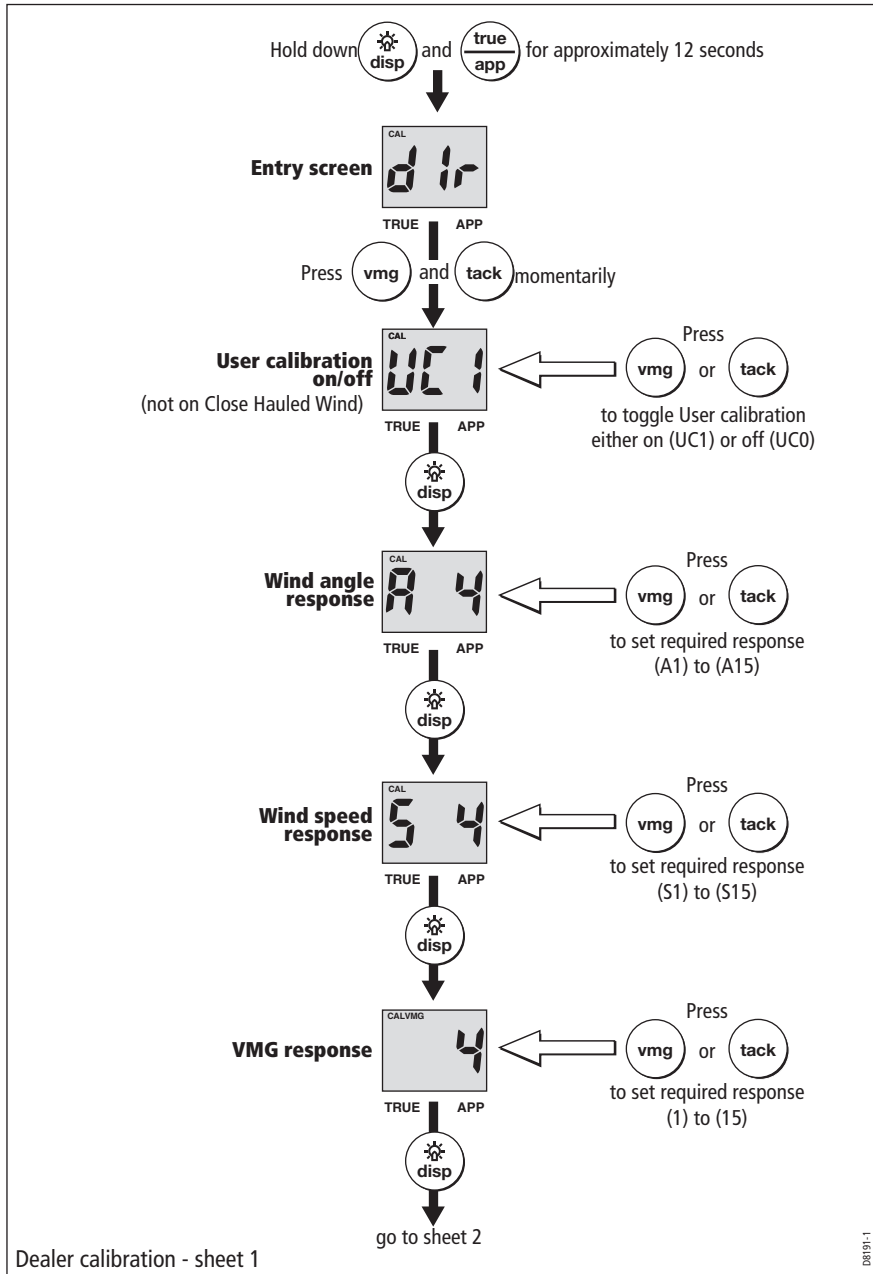 Hold down disp and true app for approximately 12 seconds
CAL
Entry screen d1r
TRUE APP
Press vmg and tack momentarily
CAL
User calibration on/off
(not on Close Hauled Wind)
UC1
TRUE APP
Press
vmg or tack
to toggle User calibration
either on (UC1) or off (UC0)
disp
CAL
Wind angle response
A 4
TRUE APP
Press
vmg or tack
to set required response
(A1) to (A15)
disp
CAL
Wind speed response
S 4
TRUE APP
Press
vmg or tack
to set required response
(S1) to (S15)
disp
CALVMG
VMG response 4
TRUE APP
Press
vmg or tack
to set required response
(1) to (15)
disp
go to sheet 2
Dealer calibration - sheet 1
D8191-1